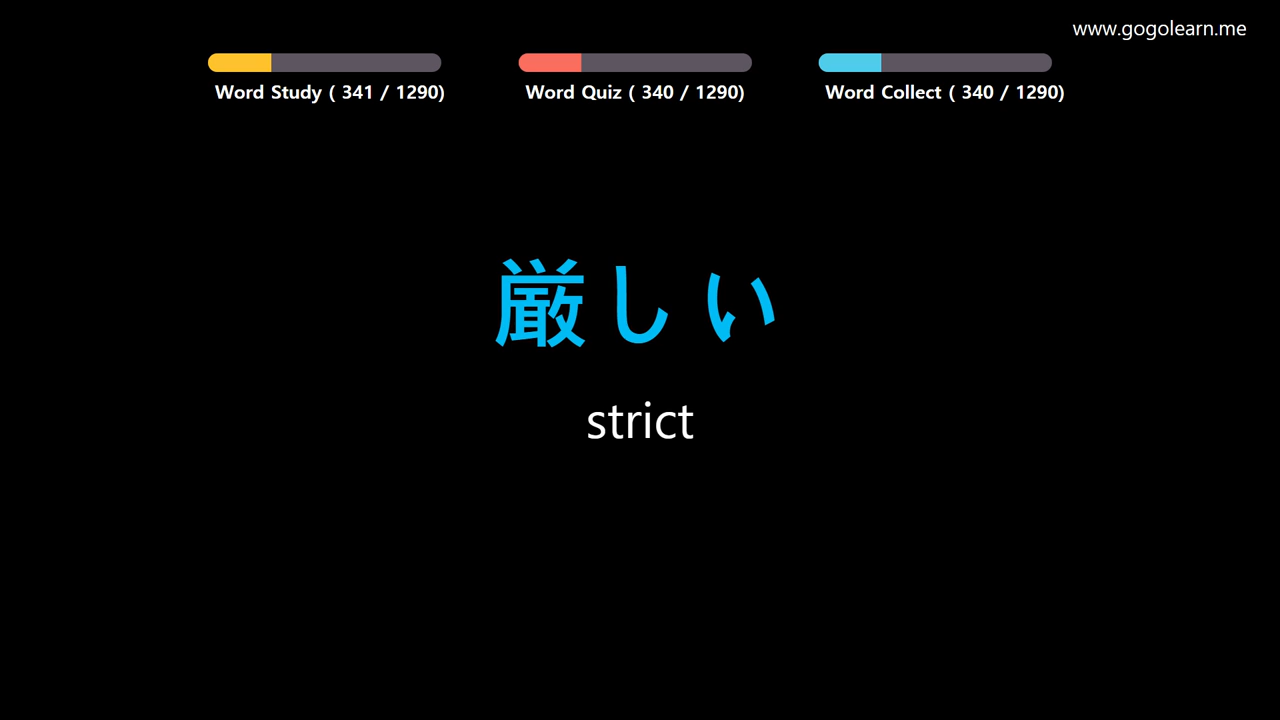 www.gogolearn.me
Word Study ( 341 / 1290)
Word Quiz ( 340 / 1290)
Word Collect ( 340 / 1290)
厳しい
strict